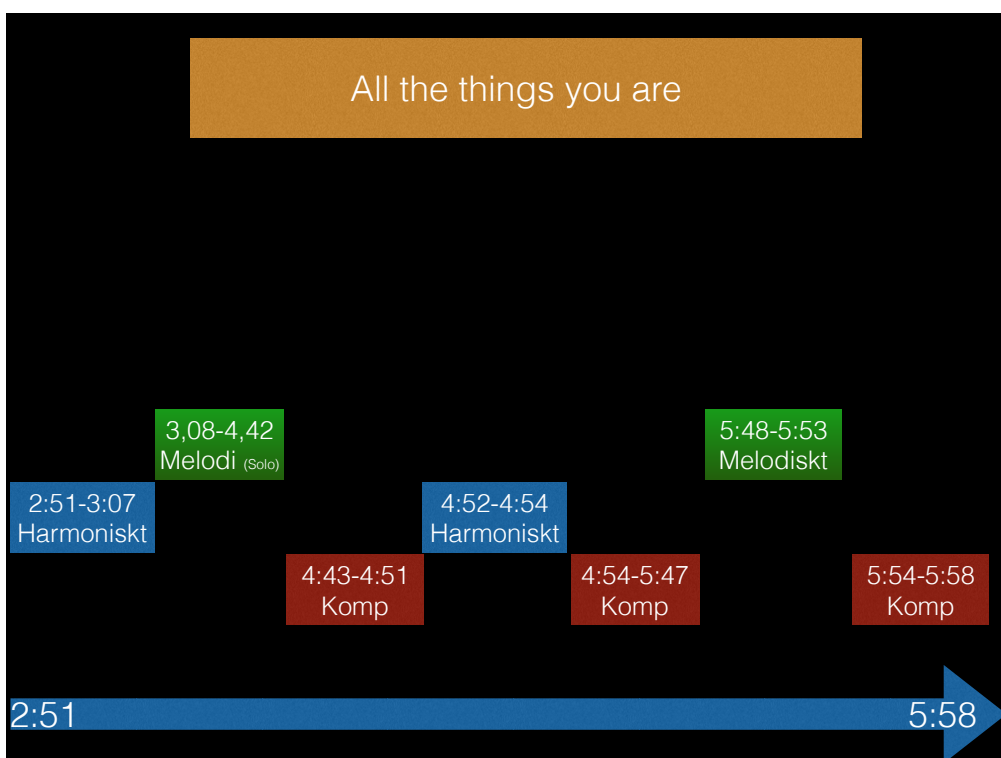 All the things you are
3,08-4,42
Melodi (Solo)
5:48-5:53
Melodiskt
2:51-3:07
Harmoniskt
4:52-4:54
Harmoniskt
4:43-4:51
Komp
4:54-5:47
Komp
5:54-5:58
Komp
2:51
5:58